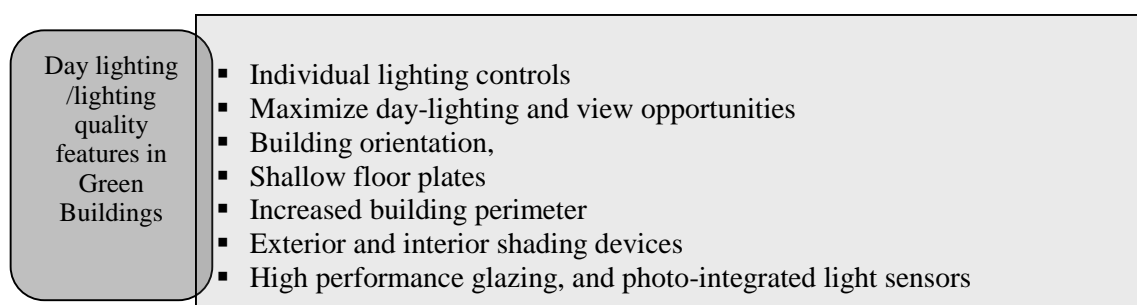 Day lighting
/lighting
quality
features in
Green
Buildings
▪ Individual lighting controls
▪ Maximize day-lighting and view opportunities
▪ Building orientation,
▪ Shallow floor plates
▪ Increased building perimeter
▪ Exterior and interior shading devices
▪ High performance glazing, and photo-integrated light sensors